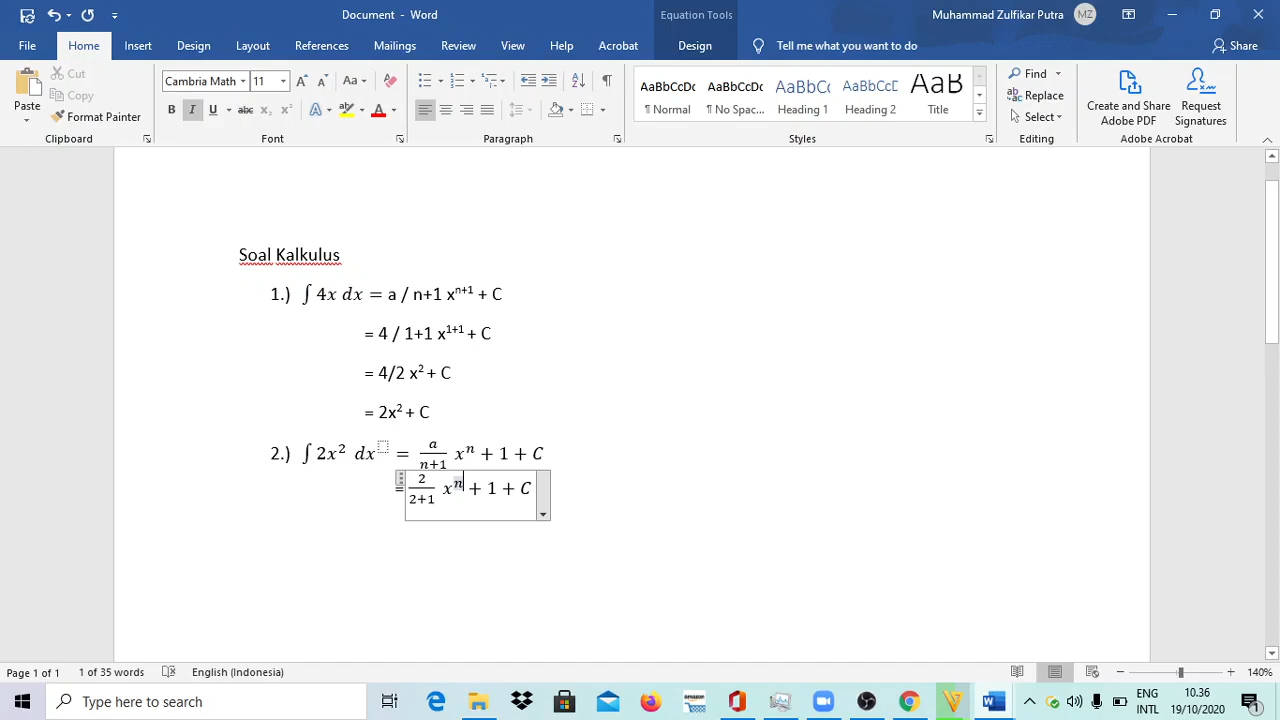 Document - Word
Equation Tools
Muhammad Zulfikar Putra
MZ
File Home Insert Design Layout References Mailings Review View Help Acrobat Design Tell me what you want to do Share
Paste
Cut
Copy
Format Painter
Clipboard
Cambria Math 11
Font
Paragraph
AaBbCcDc AaBbCcDc AaBbCc AaBbCcD AaB
¶ Normal ¶ No Spac... Heading 1 Heading 2 Title
Styles
Find
Replace
Select
Editing
Create and Share Adobe PDF
Request Signatures
Adobe Acrobat
Soal Kalkulus
1.) ∫ 4x dx = a / n+1 xⁿ⁺¹ + C
= 4 / 1+1 x¹⁺¹ + C
= 4/2 x² + C
= 2x² + C
2.) ∫ 2x² dx = a/(n+1) xⁿ + 1 + C
= 2/(2+1) xⁿ + 1 + C
Page 1 of 1 1 of 35 words English (Indonesia) 140%
Type here to search
ENG INTL
10.36
19/10/2020